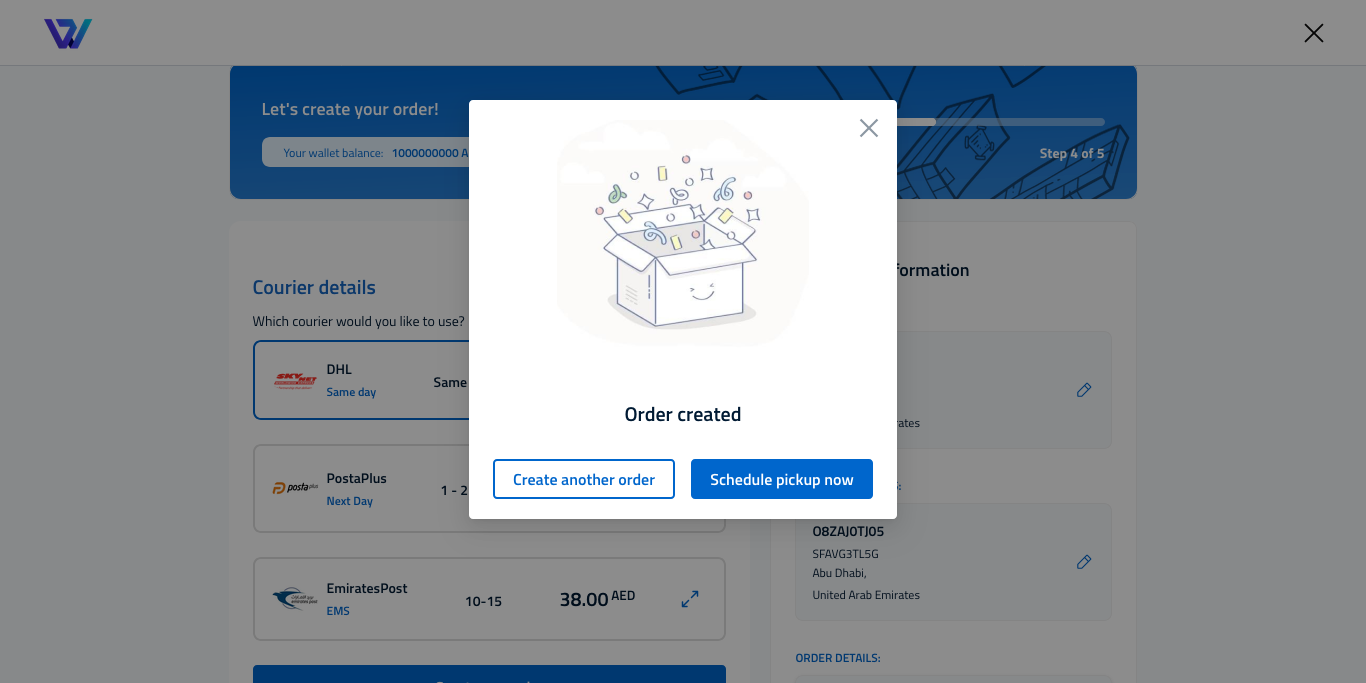 Let's create your order!
Your wallet balance: 1000000000 A
Step 4 of 5
Courier details
formation
Which courier would you like to use?
SKYNET
DHL
Same day
Same
rates
posta plus
PostaPlus
Next Day
1 - 2
Order created
Create another order
Schedule pickup now
O8ZAJ0TJ05
SFAVG3TL5G
Abu Dhabi,
United Arab Emirates
EmiratesPost
EMS
10-15
38.00 AED
ORDER DETAILS: